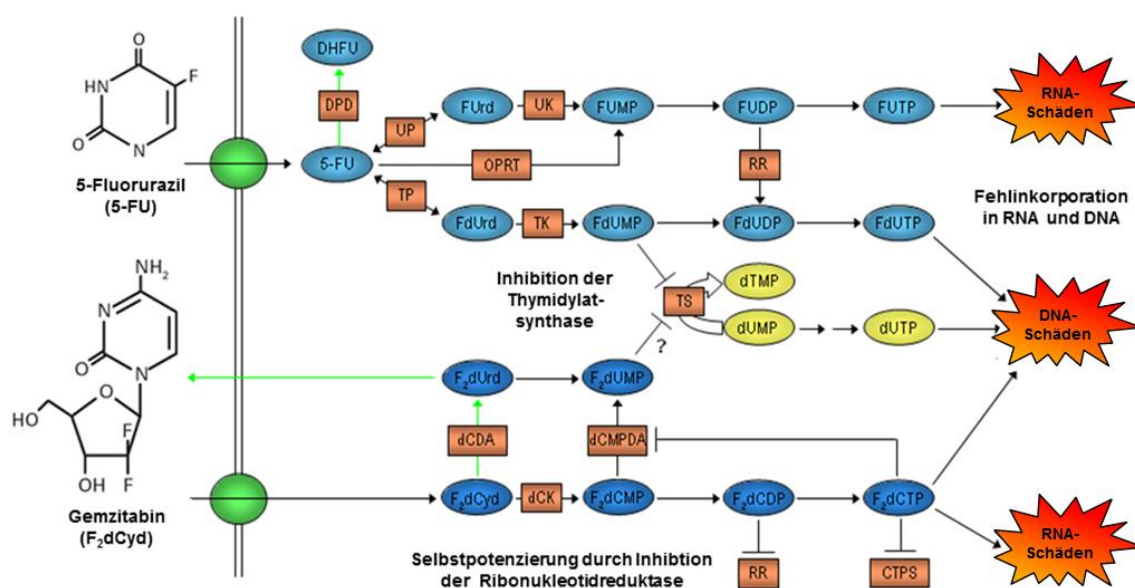 O
F
HN
O
N
H
5-Fluorurazil
(5-FU)
DHFU
DPD
UP
5-FU
OPRT
TP
FUrd
UK
FUMP
FUDP
FUTP
RR
FdUrd
TK
FdUMP
FdUDP
FdUTP
RNA-
Schäden
Fehlinkorporation
in RNA und DNA
Inhibition der
Thymidylat-
synthase
TS
dTMP
dUMP
dUTP
DNA-
Schäden
?
NH₂
N
O
N
O
HO
F
F
OH
Gemzitabin
(F₂dCyd)
F₂dUrd
F₂dUMP
dCDA
dCMPDA
F₂dCyd
dCK
F₂dCMP
F₂dCDP
F₂dCTP
Selbstpotenzierung durch Inhibtion
der Ribonukleotidreduktase
RR
CTPS
RNA-
Schäden